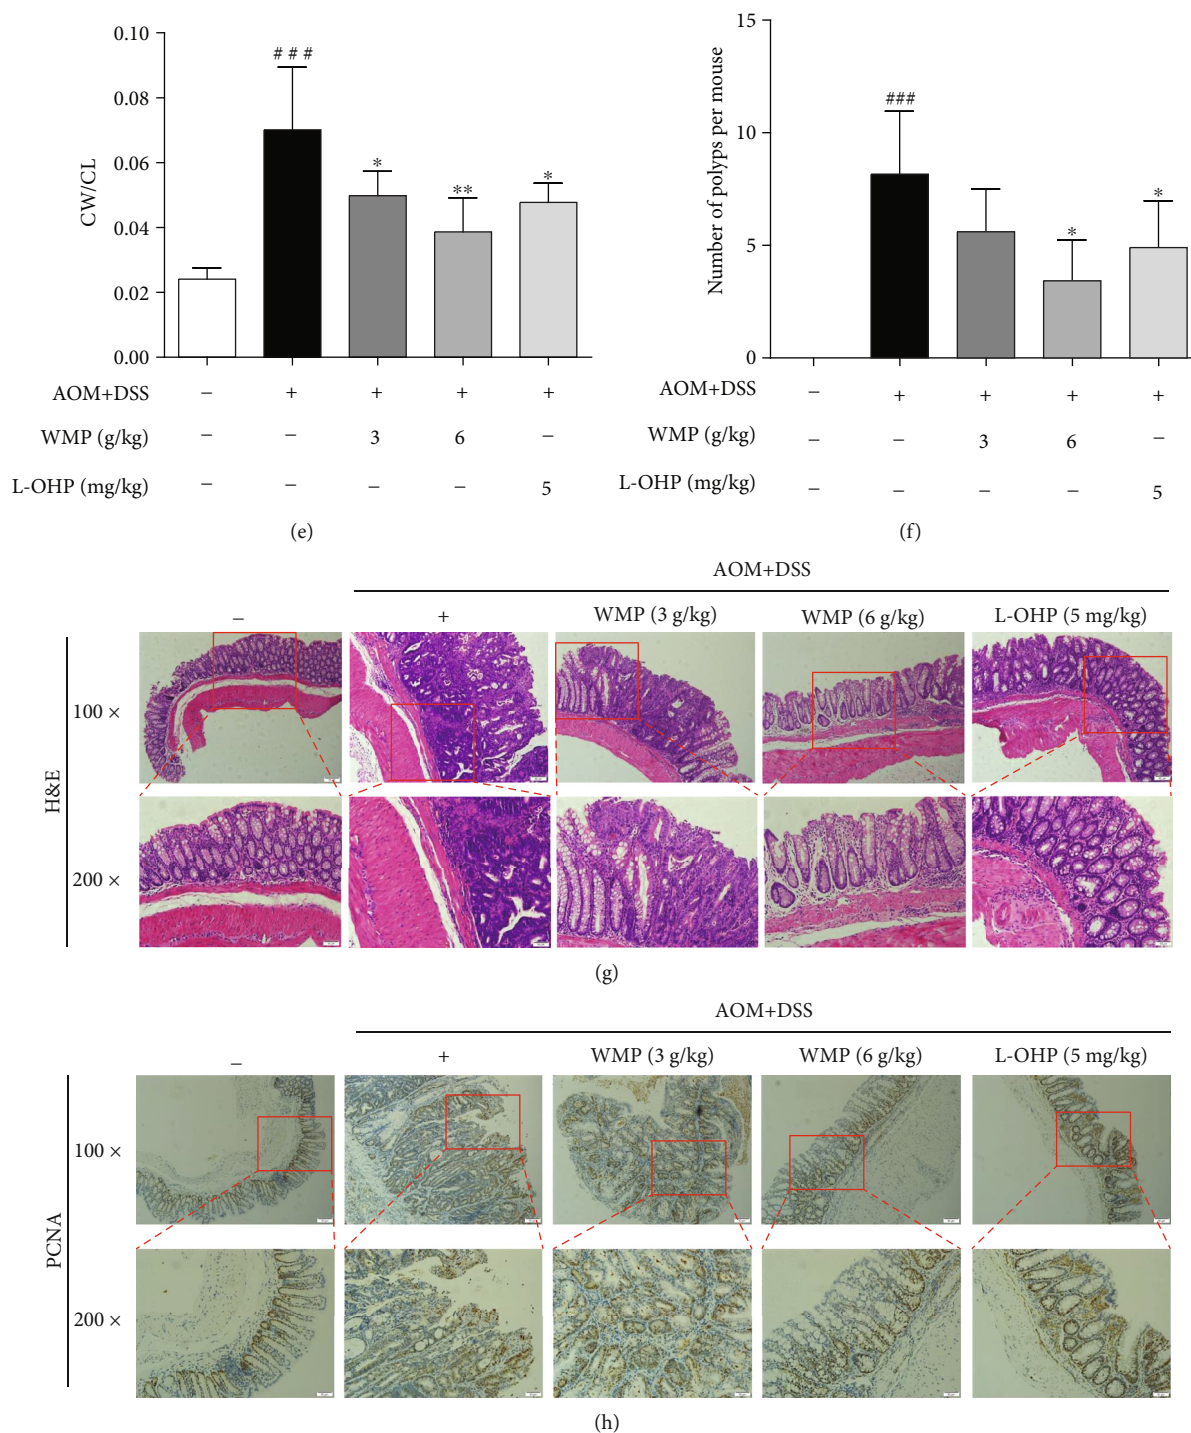 0.10
0.08
0.06
0.04
0.02
0.00
CW/CL
###
*
**
*
AOM+DSS − + + + +
WMP (g/kg) − − 3 6 −
L-OHP (mg/kg) − − − − 5
(e)
15
10
5
0
Number of polyps per mouse
###
*
*
AOM+DSS − + + + +
WMP (g/kg) − − 3 6 −
L-OHP (mg/kg) − − − − 5
(f)
AOM+DSS
− + WMP (3 g/kg) WMP (6 g/kg) L-OHP (5 mg/kg)
H&E
100 ×
200 ×
(g)
AOM+DSS
− + WMP (3 g/kg) WMP (6 g/kg) L-OHP (5 mg/kg)
PCNA
100 ×
200 ×
(h)